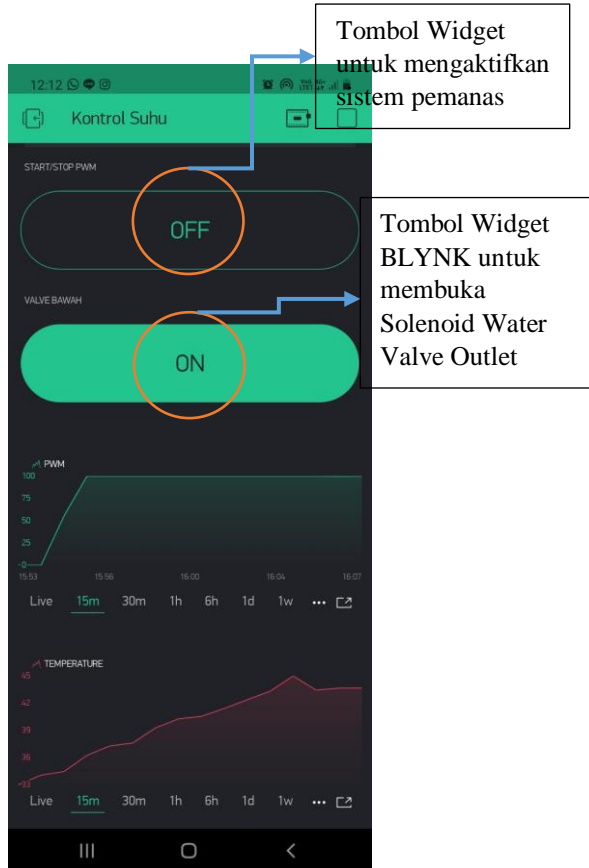 Tombol Widget
untuk mengaktifkan
sistem pemanas
12:12
Kontrol Suhu
START/STOP PWM
OFF
Tombol Widget
BLYNK untuk
membuka
Solenoid Water
Valve Outlet
VALVE BAWAH
ON
PWM
100
75
50
25
-0
15:53 15:56 16:00 16:04 16:07
Live 15m 30m 1h 6h 1d 1w
TEMPERATURE
45
42
39
36
-33
Live 15m 30m 1h 6h 1d 1w